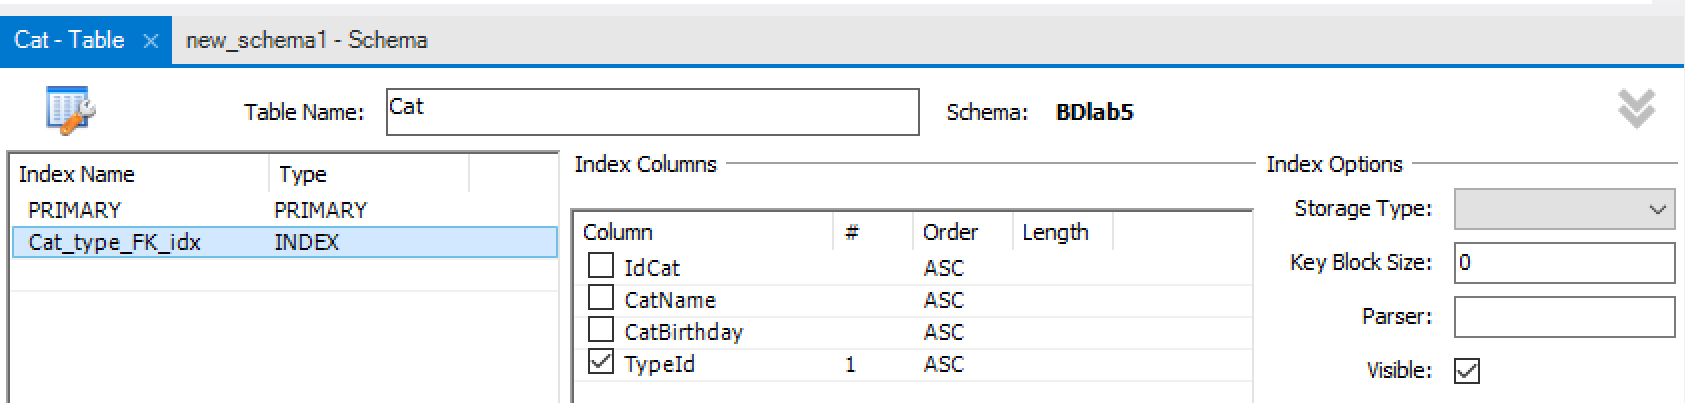 Cat - Table × new_schema1 - Schema
Table Name: Cat Schema: BDlab5
Index Name Type
PRIMARY PRIMARY
Cat_type_FK_idx INDEX
Index Columns
Column # Order Length
IdCat ASC
CatName ASC
CatBirthday ASC
TypeId 1 ASC
Index Options
Storage Type:
Key Block Size: 0
Parser:
Visible: